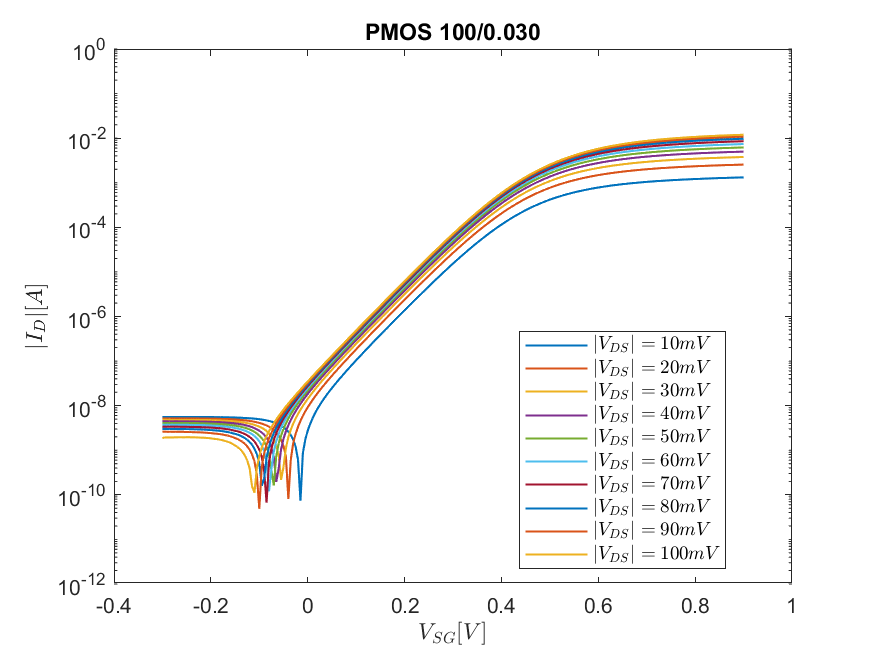 PMOS 100/0.030
10^0
10^-2
10^-4
10^-6
10^-8
10^-10
10^-12
|I_D|[A]
-0.4 -0.2 0 0.2 0.4 0.6 0.8 1
V_SG[V]
|V_DS| = 10mV
|V_DS| = 20mV
|V_DS| = 30mV
|V_DS| = 40mV
|V_DS| = 50mV
|V_DS| = 60mV
|V_DS| = 70mV
|V_DS| = 80mV
|V_DS| = 90mV
|V_DS| = 100mV